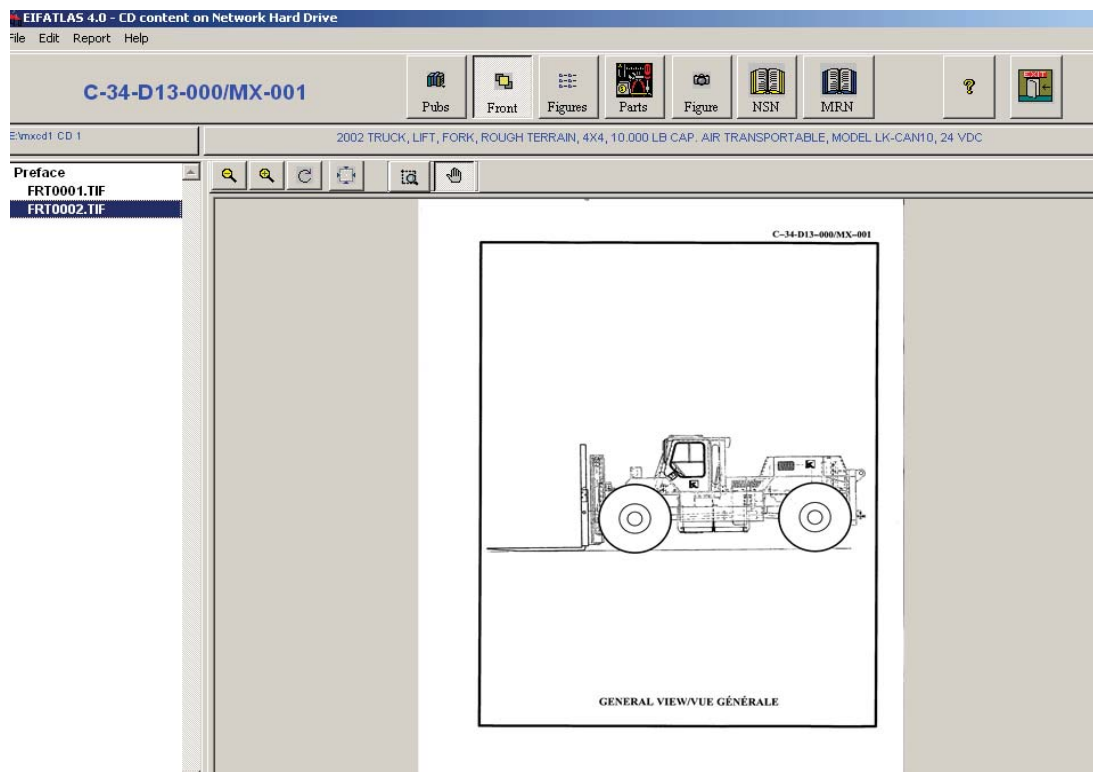 EIFATLAS 4.0 - CD content on Network Hard Drive
File Edit Report Help
C-34-D13-000/MX-001
Pubs Front Figures Parts Figure NSN MRN ? EXIT
E:\mxcd1 CD 1
2002 TRUCK, LIFT, FORK, ROUGH TERRAIN, 4X4, 10.000 LB CAP. AIR TRANSPORTABLE, MODEL LK-CAN10, 24 VDC
Preface
FRT0001.TIF
FRT0002.TIF
C-34-D13-000/MX-001
GENERAL VIEW/VUE GÉNÉRALE